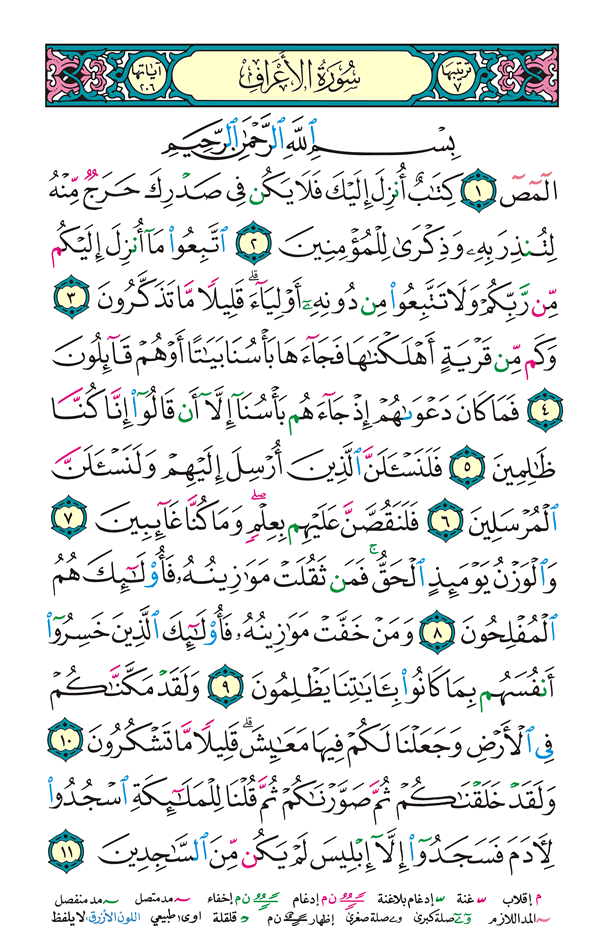 ترتيبها ٧ سُورَةُ الأَعْرَافِ آياتها ٢٠٦
بِسْمِ ٱللَّهِ ٱلرَّحْمَٰنِ ٱلرَّحِيمِ
الٓمٓصٓ ١ كِتَٰبٌ أُنزِلَ إِلَيْكَ فَلَا يَكُن فِى صَدْرِكَ حَرَجٌ مِّنْهُ
لِتُنذِرَ بِهِۦ وَذِكْرَىٰ لِلْمُؤْمِنِينَ ٢ ٱتَّبِعُوا۟ مَآ أُنزِلَ إِلَيْكُم
مِّن رَّبِّكُمْ وَلَا تَتَّبِعُوا۟ مِن دُونِهِۦٓ أَوْلِيَآءَ ۗ قَلِيلًا مَّا تَذَكَّرُونَ ٣
وَكَم مِّن قَرْيَةٍ أَهْلَكْنَٰهَا فَجَآءَهَا بَأْسُنَا بَيَٰتًا أَوْ هُمْ قَآئِلُونَ
٤ فَمَا كَانَ دَعْوَىٰهُمْ إِذْ جَآءَهُم بَأْسُنَآ إِلَّآ أَن قَالُوٓا۟ إِنَّا كُنَّا
ظَٰلِمِينَ ٥ فَلَنَسْـَٔلَنَّ ٱلَّذِينَ أُرْسِلَ إِلَيْهِمْ وَلَنَسْـَٔلَنَّ
ٱلْمُرْسَلِينَ ٦ فَلَنَقُصَّنَّ عَلَيْهِم بِعِلْمٍ ۖ وَمَا كُنَّا غَآئِبِينَ ٧
وَٱلْوَزْنُ يَوْمَئِذٍ ٱلْحَقُّ ۚ فَمَن ثَقُلَتْ مَوَٰزِينُهُۥ فَأُو۟لَٰٓئِكَ هُمُ
ٱلْمُفْلِحُونَ ٨ وَمَنْ خَفَّتْ مَوَٰزِينُهُۥ فَأُو۟لَٰٓئِكَ ٱلَّذِينَ خَسِرُوٓا۟
أَنفُسَهُم بِمَا كَانُوا۟ بِـَٔايَٰتِنَا يَظْلِمُونَ ٩ وَلَقَدْ مَكَّنَّٰكُمْ
فِى ٱلْأَرْضِ وَجَعَلْنَا لَكُمْ فِيهَا مَعَٰيِشَ ۗ قَلِيلًا مَّا تَشْكُرُونَ ١٠
وَلَقَدْ خَلَقْنَٰكُمْ ثُمَّ صَوَّرْنَٰكُمْ ثُمَّ قُلْنَا لِلْمَلَٰٓئِكَةِ ٱسْجُدُوا۟
لِـَٔادَمَ فَسَجَدُوٓا۟ إِلَّآ إِبْلِيسَ لَمْ يَكُن مِّنَ ٱلسَّٰجِدِينَ ١١
م إقلاب غنة إدغام بلاغنة ن م إدغام ن م إخفاء مد متصل مد منفصل
المد اللازم صلة كبرى صلة صغرى إظهار ن م قلقلة اوى: طبيعي اللون الأزرق: لا يلفظ